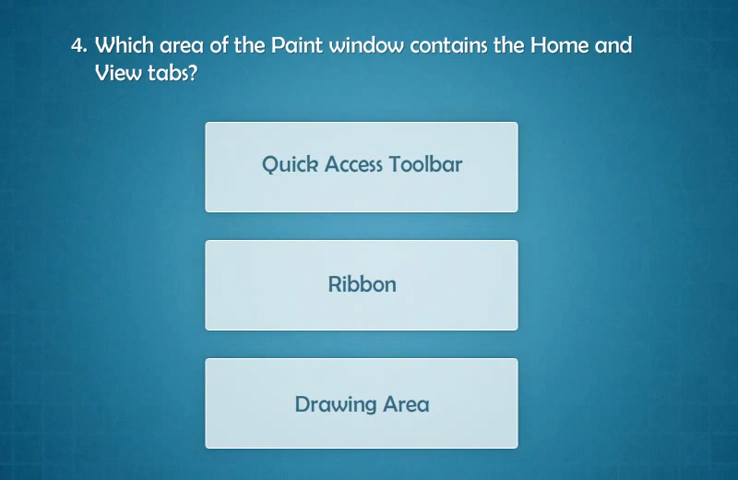 4. Which area of the Paint window contains the Home and
View tabs?
Quick Access Toolbar
Ribbon
Drawing Area